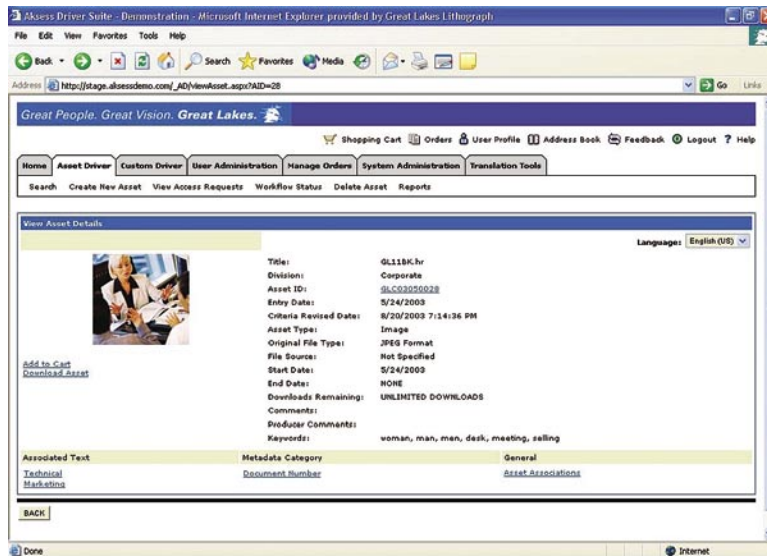 Aksess Driver Suite - Demonstration - Microsoft Internet Explorer provided by Great Lakes Lithograph
File Edit View Favorites Tools Help
Back Search Favorites Media
Address http://stage.aksessdemo.com/_AD/viewAsset.aspx?AID=28 Go Links
Great People. Great Vision. Great Lakes.
Shopping Cart Orders User Profile Address Book Feedback Logout ? Help
Home Asset Driver Custom Driver User Administration Manage Orders System Administration Translation Tools
Search Create New Asset View Access Requests Workflow Status Delete Asset Reports
View Asset Details
Language: English (US)
Title: GL11BK.hr
Division: Corporate
Asset ID: GLC03050028
Entry Date: 5/24/2003
Criteria Revised Date: 8/20/2003 7:14:36 PM
Asset Type: Image
Original File Type: JPEG Format
File Source: Not Specified
Add to Cart
Start Date: 5/24/2003
Download Asset
End Date: NONE
Downloads Remaining: UNLIMITED DOWNLOADS
Comments:
Producer Comments:
Keywords: woman, man, men, desk, meeting, selling
Associated Text Metadata Category General
Technical Document Number Asset Associations
Marketing
BACK
Done Internet